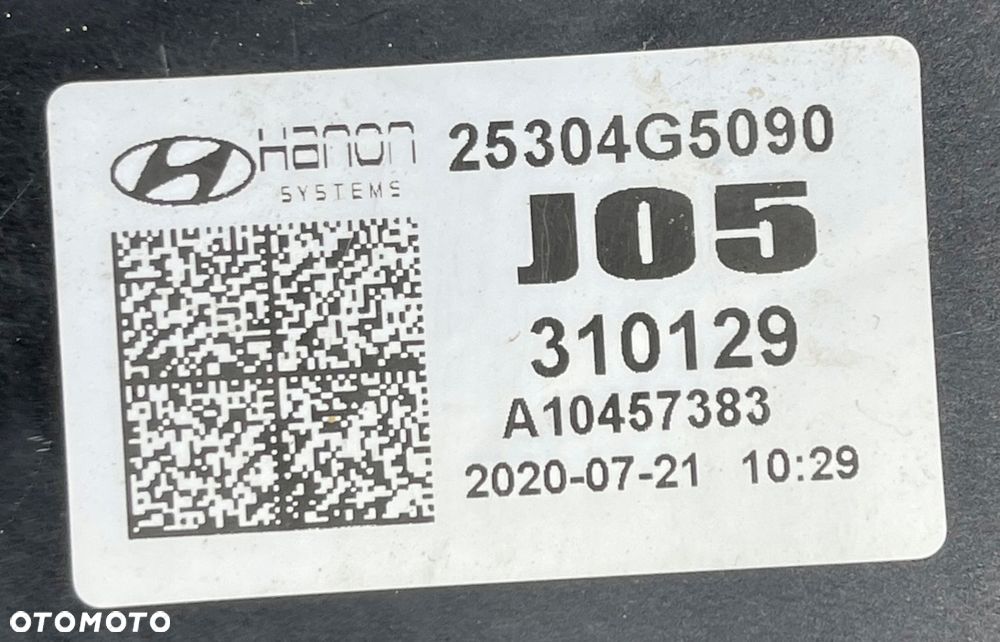 Hanon
SYSTEMS
25304G5090
J05
310129
A10457383
2020-07-21 10:29
OTOMOTO